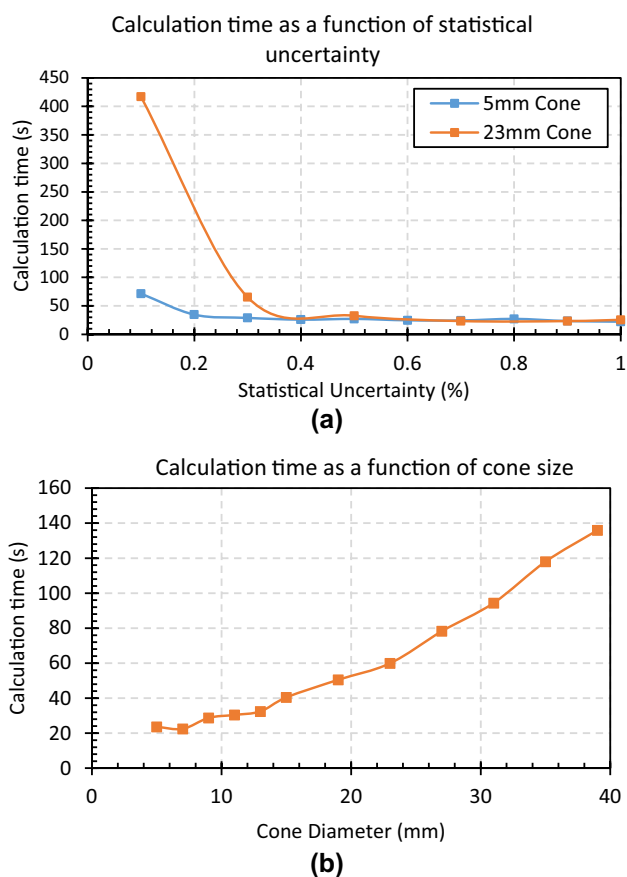 Calculation time as a function of statistical
uncertainty
450
400
350
300
250
200
150
100
50
0
Calculation time (s)
5mm Cone
23mm Cone
0 0.2 0.4 0.6 0.8 1
Statistical Uncertainty (%)
(a)
Calculation time as a function of cone size
160
140
120
100
80
60
40
20
0
Calculation time (s)
0 10 20 30 40
Cone Diameter (mm)
(b)